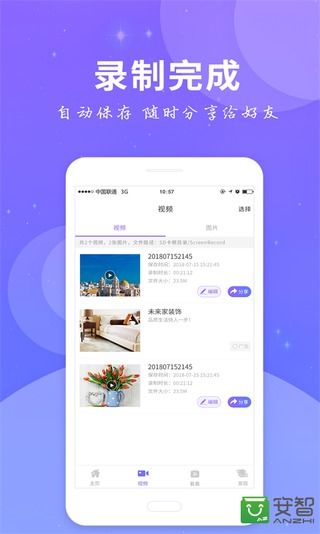 录制完成
自动保存 随时分享给好友
中国联通 3G 10:57
视频 选择
视频 图片
共2个视频，2张图片，文件路径：SD卡根目录/ScreenRecord
201807152145
保存时间：2018-07-15 15:21:45
录制时长：00:21:12
文件大小：23.5M
编辑 分享
未来家装饰
品质生活快人一步！
广告
201807152145
保存时间：2018-07-15 15:21:45
录制时长：00:21:12
文件大小：23.5M
编辑 分享
主页 视频 发现
安智
ANZHI